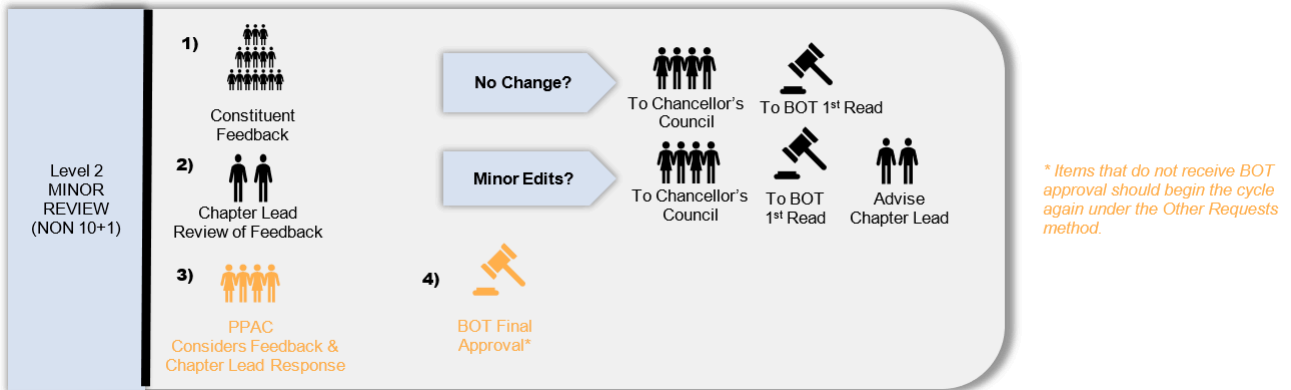 Level 2
MINOR
REVIEW
(NON 10+1)
1)
Constituent
Feedback
2)
Chapter Lead
Review of Feedback
3)
PPAC
Considers Feedback &
Chapter Lead Response
No Change?
To Chancellor's
Council
To BOT 1st Read
Minor Edits?
To Chancellor's
Council
To BOT
1st Read
Advise
Chapter Lead
4)
BOT Final
Approval*
* Items that do not receive BOT
approval should begin the cycle
again under the Other Requests
method.